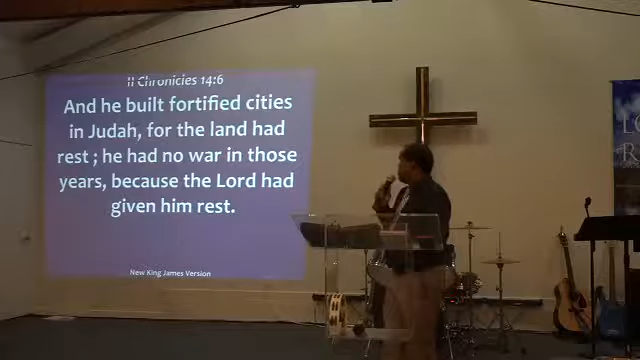 II Chronicles 14:6
And he built fortified cities
in Judah, for the land had
rest ; he had no war in those
years, because the Lord had
given him rest.
New King James Version